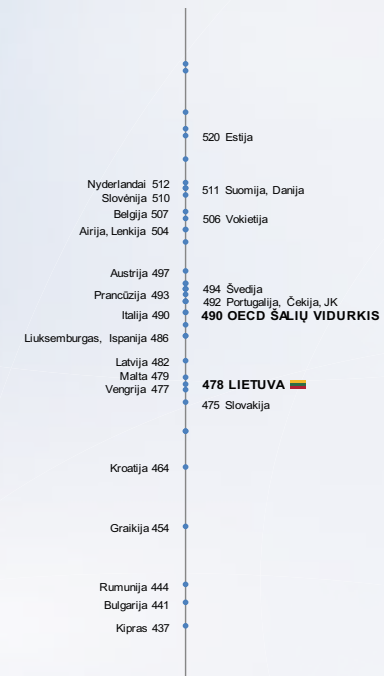 520 Estija
Nyderlandai 512
511 Suomija, Danija
Slovėnija 510
Belgija 507
506 Vokietija
Airija, Lenkija 504
Austrija 497
494 Švedija
Prancūzija 493
492 Portugalija, Čekija, JK
Italija 490
490 OECD ŠALIŲ VIDURKIS
Liuksemburgas, Ispanija 486
Latvija 482
Malta 479
478 LIETUVA
Vengrija 477
475 Slovakija
Kroatija 464
Graikija 454
Rumunija 444
Bulgarija 441
Kipras 437